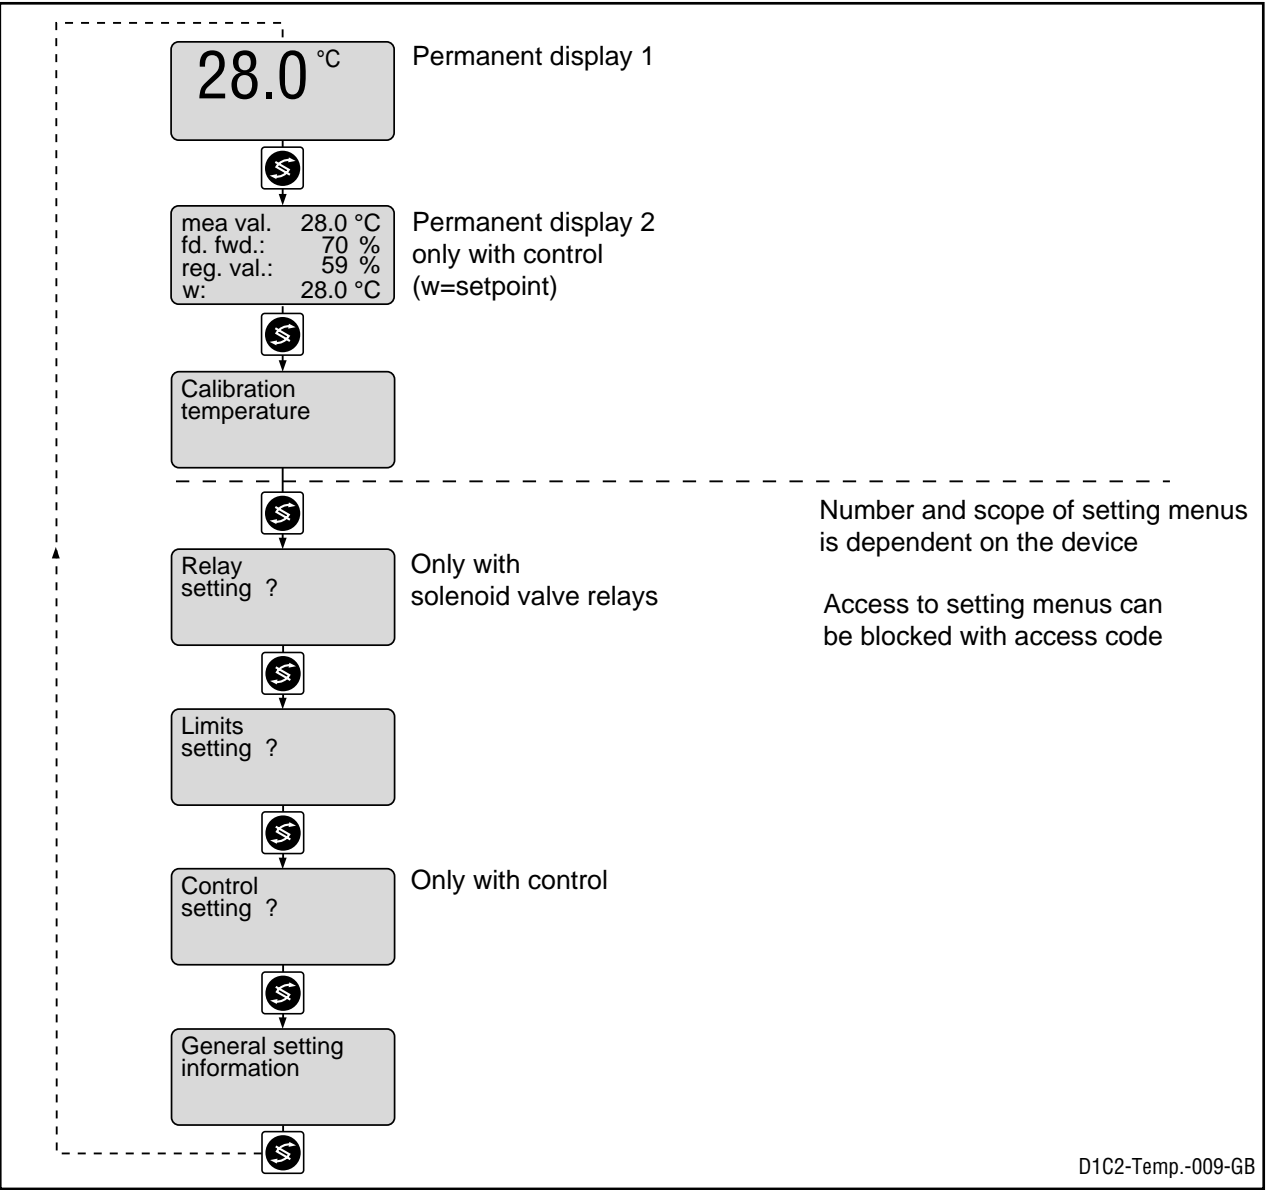 28.0 °C
Permanent display 1
mea val. 28.0 °C
fd. fwd.: 70 %
reg. val.: 59 %
w: 28.0 °C
Permanent display 2
only with control
(w=setpoint)
Calibration
temperature
Number and scope of setting menus
is dependent on the device
Access to setting menus can
be blocked with access code
Relay
setting ?
Only with
solenoid valve relays
Limits
setting ?
Control
setting ?
Only with control
General setting
information
D1C2-Temp.-009-GB